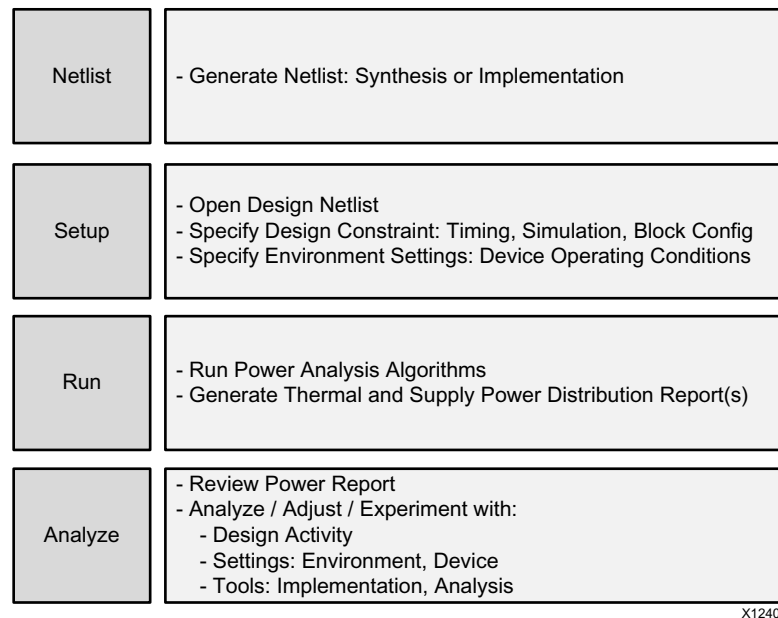 Netlist
- Generate Netlist: Synthesis or Implementation
Setup
- Open Design Netlist
- Specify Design Constraint: Timing, Simulation, Block Config
- Specify Environment Settings: Device Operating Conditions
Run
- Run Power Analysis Algorithms
- Generate Thermal and Supply Power Distribution Report(s)
Analyze
- Review Power Report
- Analyze / Adjust / Experiment with:
- Design Activity
- Settings: Environment, Device
- Tools: Implementation, Analysis
X1240